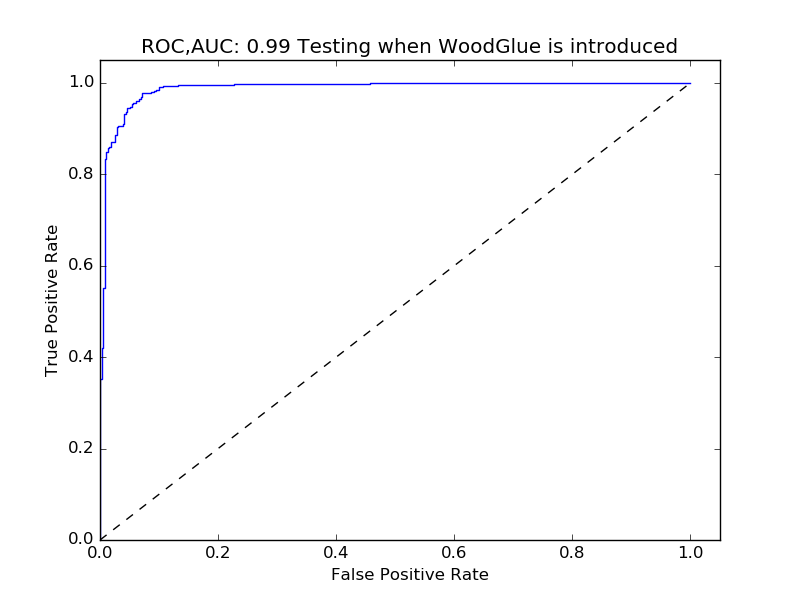 ROC,AUC: 0.99 Testing when WoodGlue is introduced
1.0
0.8
0.6
0.4
0.2
0.0
True Positive Rate
0.0 0.2 0.4 0.6 0.8 1.0
False Positive Rate